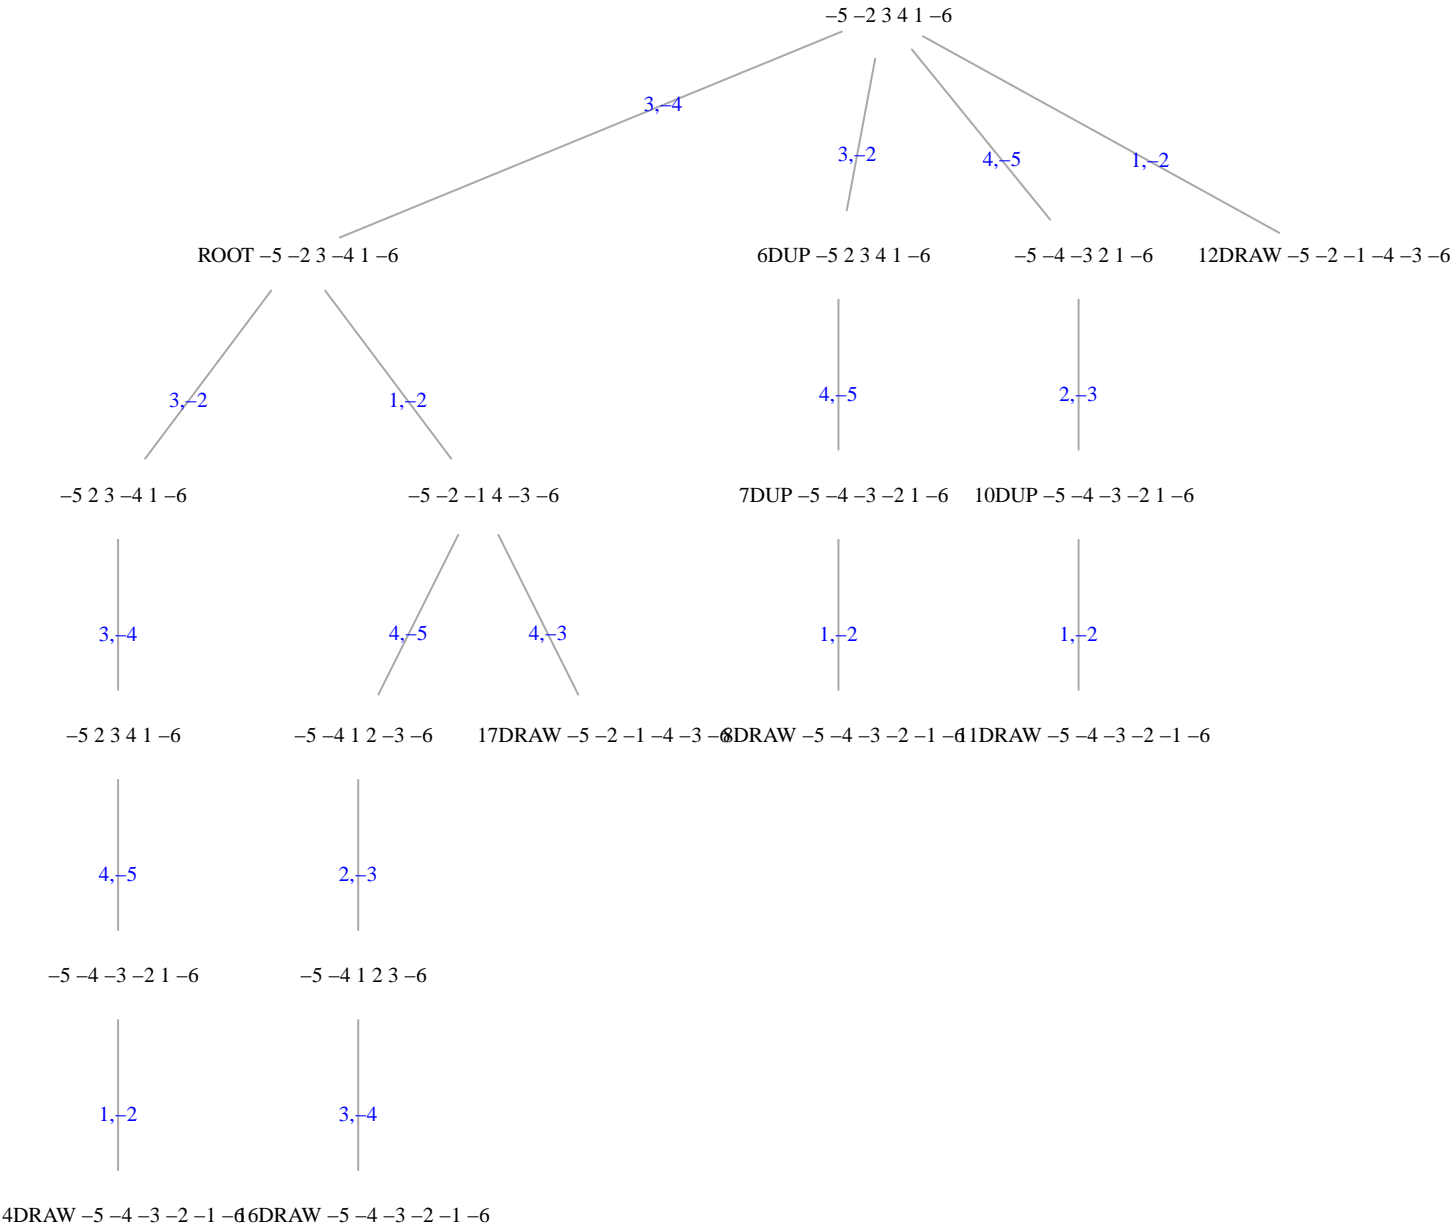 −5 −2 3 4 1 −6
3,−4
3,−2
4,−5
1,−2
ROOT −5 −2 3 −4 1 −6
6DUP −5 2 3 4 1 −6
−5 −4 −3 2 1 −6
12DRAW −5 −2 −1 −4 −3 −6
3,−2
1,−2
4,−5
2,−3
−5 2 3 −4 1 −6
−5 −2 −1 4 −3 −6
7DUP −5 −4 −3 −2 1 −6
10DUP −5 −4 −3 −2 1 −6
3,−4
4,−5
4,−3
1,−2
1,−2
−5 2 3 4 1 −6
−5 −4 1 2 −3 −6
17DRAW −5 −2 −1 −4 −3 −6
8DRAW −5 −4 −3 −2 −1 −6
11DRAW −5 −4 −3 −2 −1 −6
4,−5
2,−3
−5 −4 −3 −2 1 −6
−5 −4 1 2 3 −6
1,−2
3,−4
4DRAW −5 −4 −3 −2 −1 −6
16DRAW −5 −4 −3 −2 −1 −6